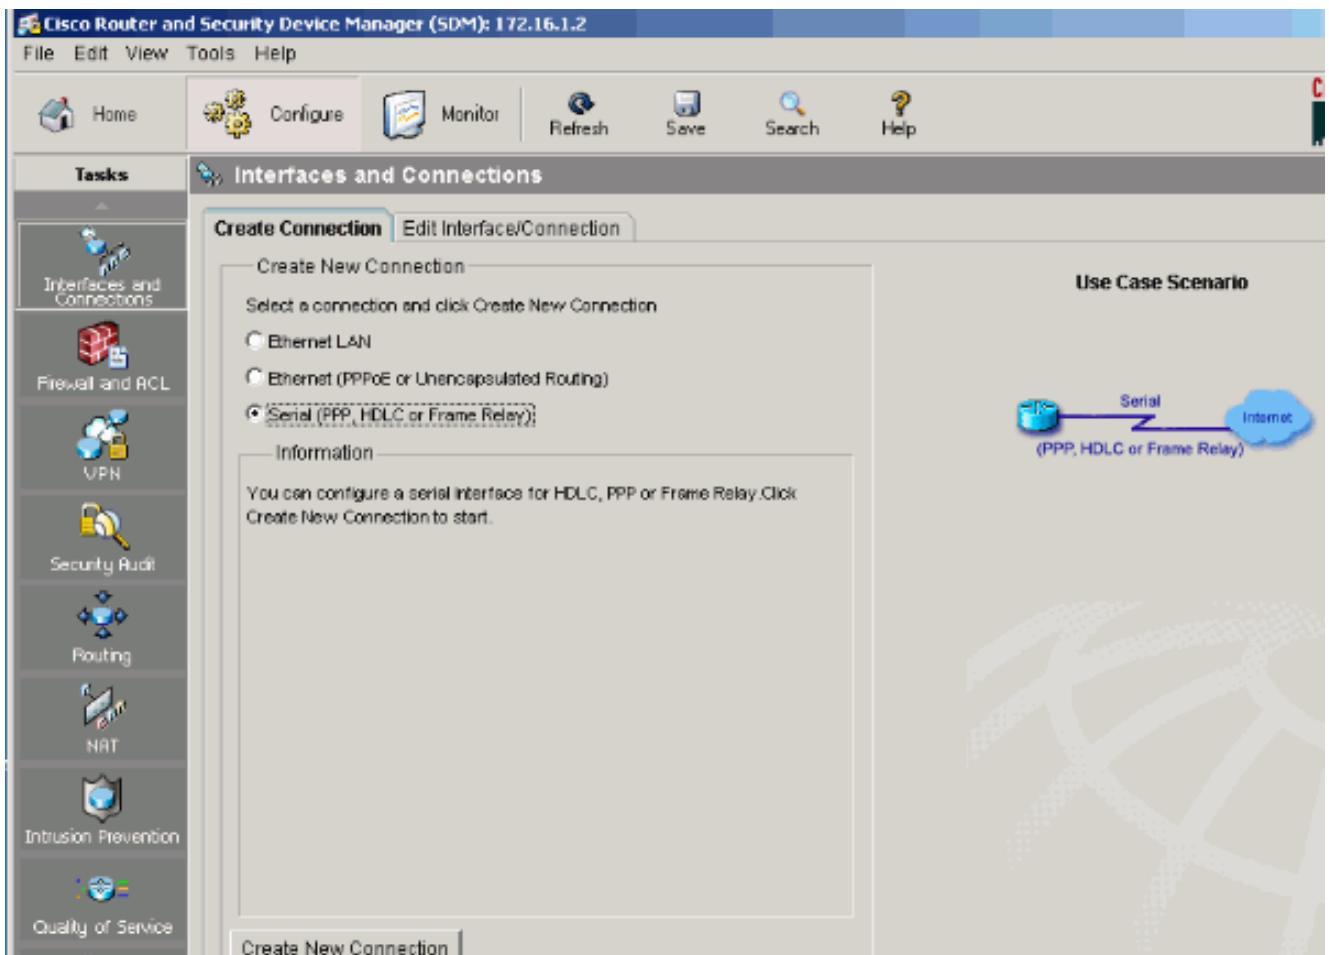 Cisco Router and Security Device Manager (SDM): 172.16.1.2
File Edit View Tools Help
Home Configure Monitor Refresh Save Search Help
C
Tasks
Interfaces and Connections
Create Connection Edit Interface/Connection
Interfaces and
Connections
Firewall and ACL
VPN
Security Audit
Routing
NAT
Intrusion Prevention
Quality of Service
Create New Connection
Select a connection and click Create New Connection
Ethernet LAN
Ethernet (PPPoE or Unencapsulated Routing)
Serial (PPP, HDLC or Frame Relay)
Information
You can configure a serial interface for HDLC, PPP or Frame Relay.Click
Create New Connection to start.
Create New Connection
Use Case Scenario
Serial
Internet
(PPP, HDLC or Frame Relay)